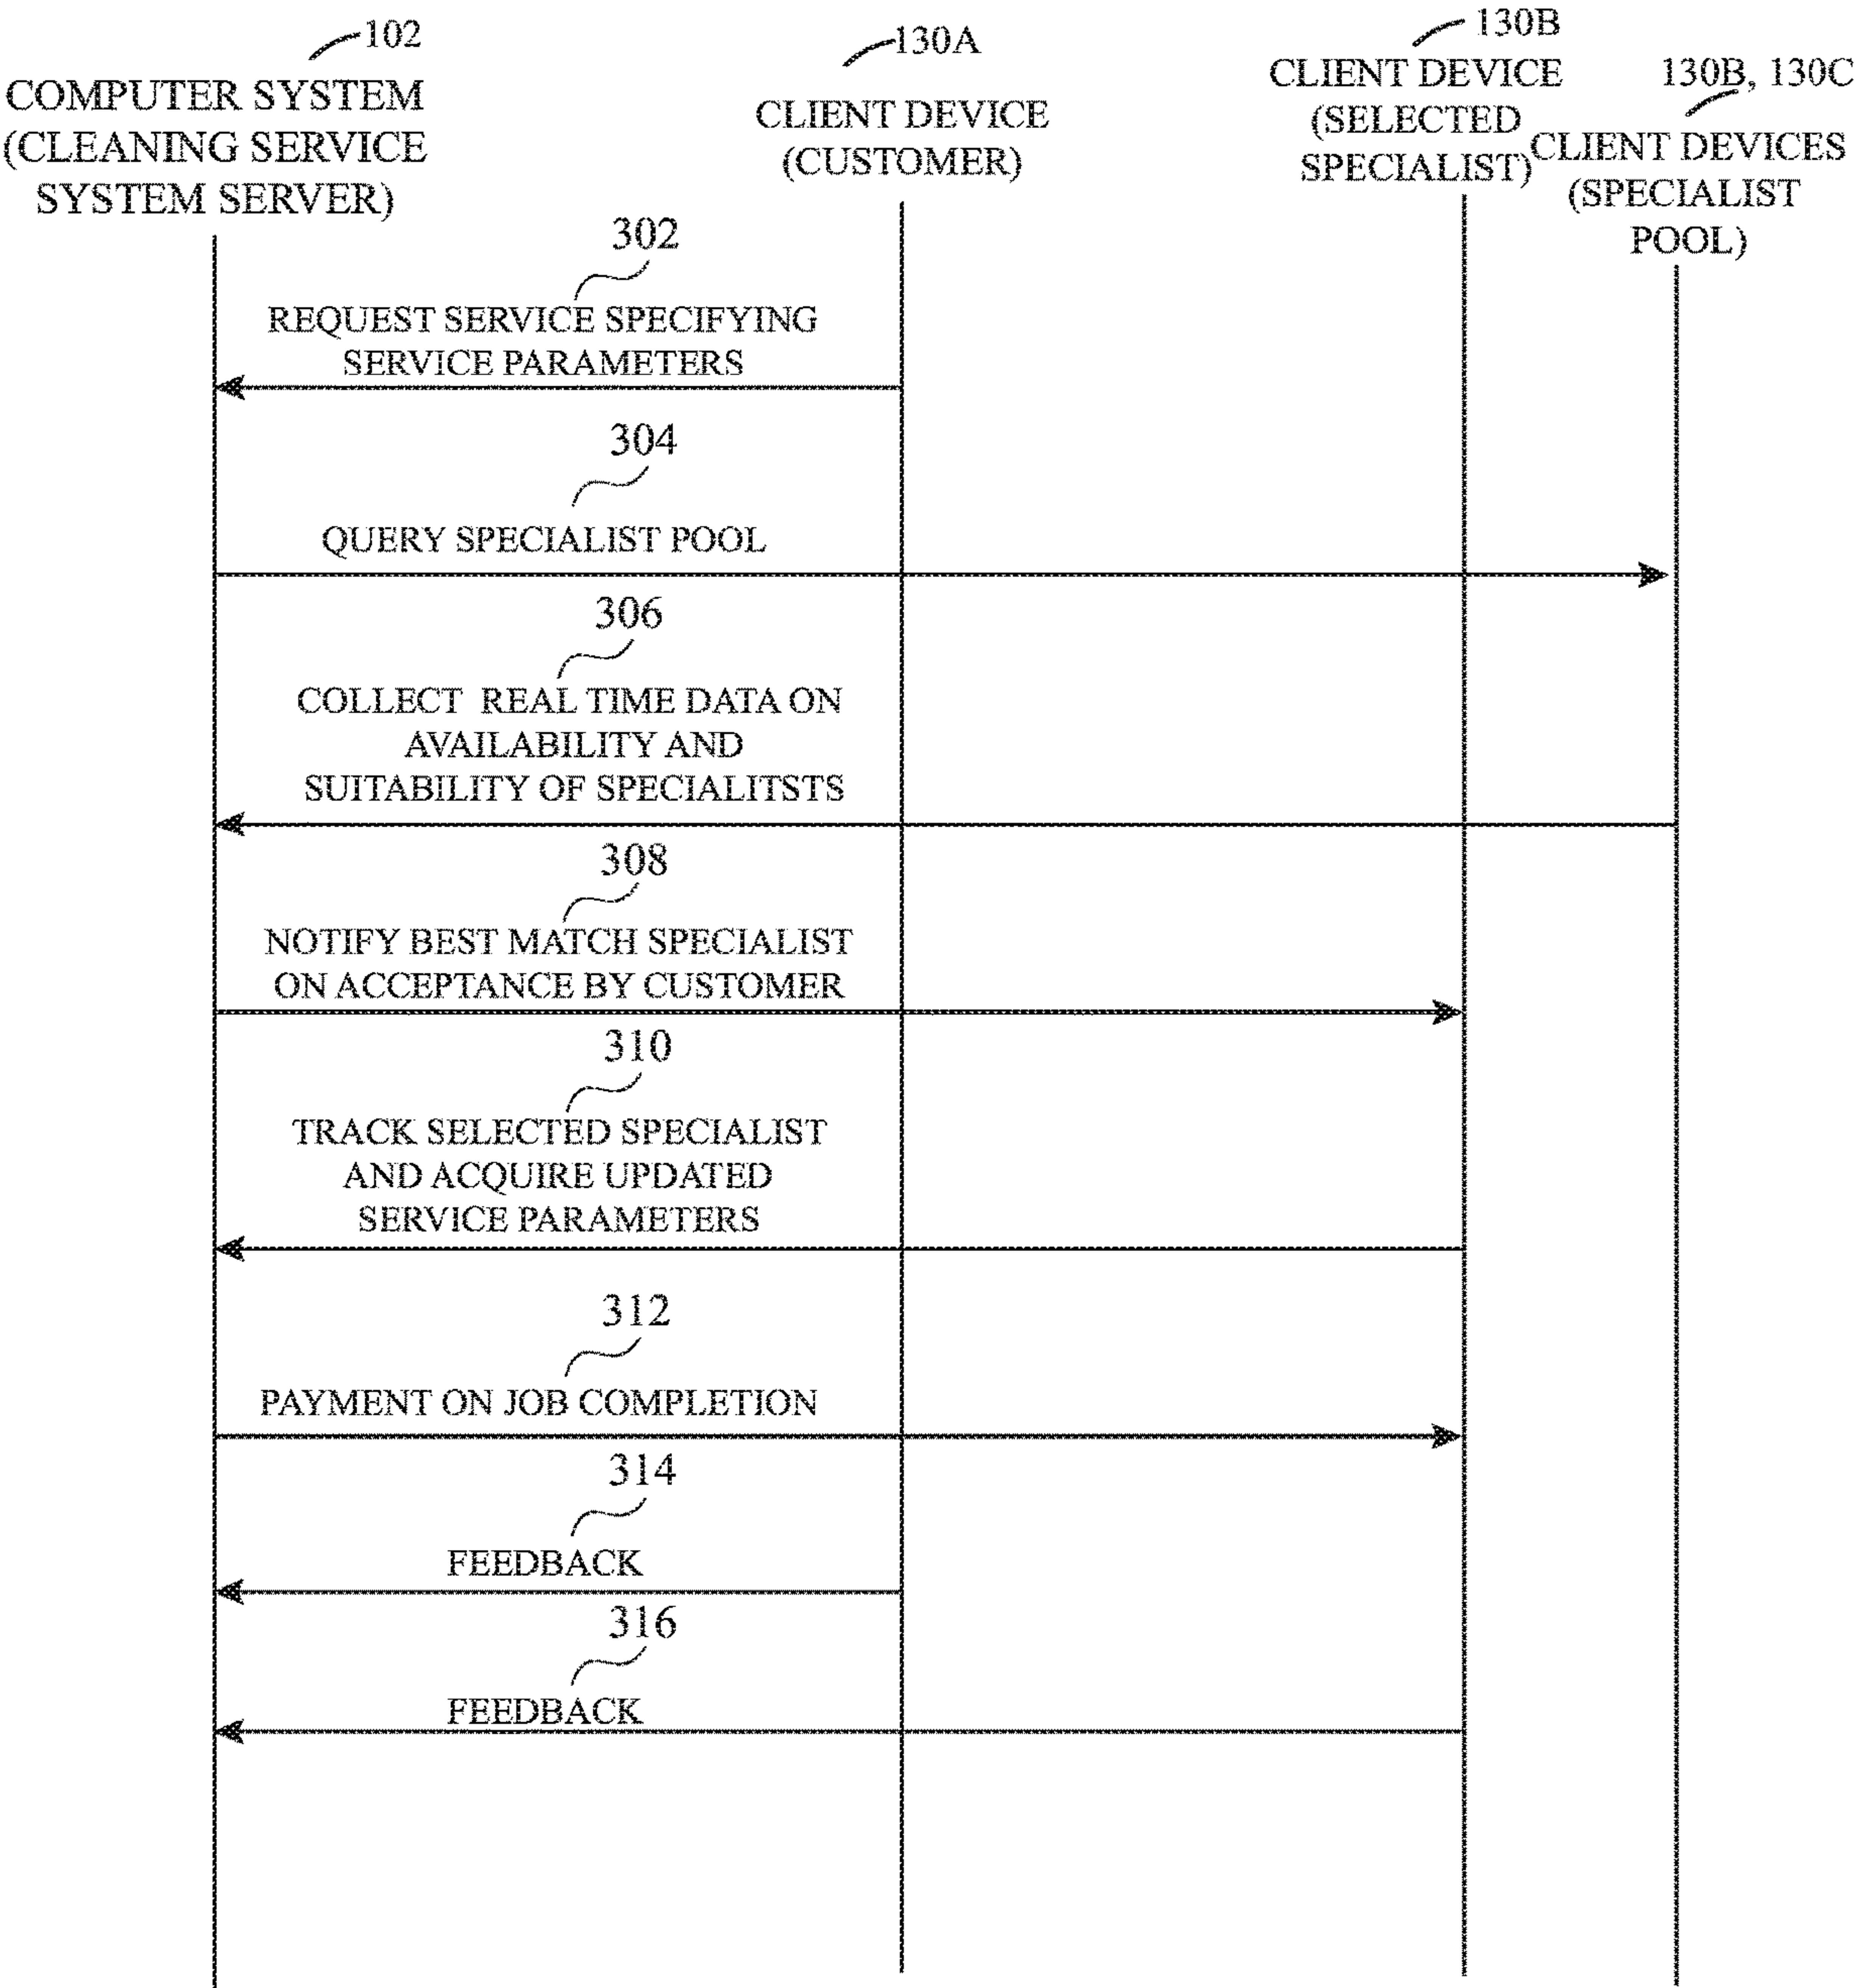 102
COMPUTER SYSTEM
(CLEANING SERVICE
SYSTEM SERVER)
130A
CLIENT DEVICE
(CUSTOMER)
130B
CLIENT DEVICE
(SELECTED
SPECIALIST)
130B, 130C
CLIENT DEVICES
(SPECIALIST
POOL)
302
REQUEST SERVICE SPECIFYING
SERVICE PARAMETERS
304
QUERY SPECIALIST POOL
306
COLLECT REAL TIME DATA ON
AVAILABILITY AND
SUITABILITY OF SPECIALITSTS
308
NOTIFY BEST MATCH SPECIALIST
ON ACCEPTANCE BY CUSTOMER
310
TRACK SELECTED SPECIALIST
AND ACQUIRE UPDATED
SERVICE PARAMETERS
312
PAYMENT ON JOB COMPLETION
314
FEEDBACK
316
FEEDBACK